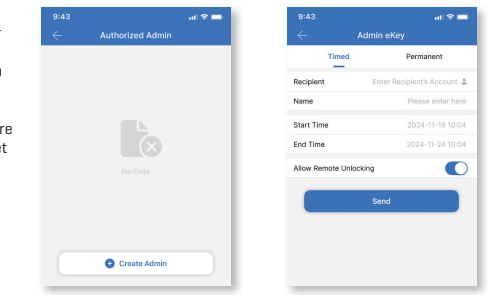 re
et
9:43
Authorized Admin
No Data
Create Admin
9:43
Admin eKey
Timed Permanent
Recipient Enter Recipient's Account
Name Please enter here
Start Time 2024-11-19 10:04
End Time 2024-11-24 10:04
Allow Remote Unlocking
Send